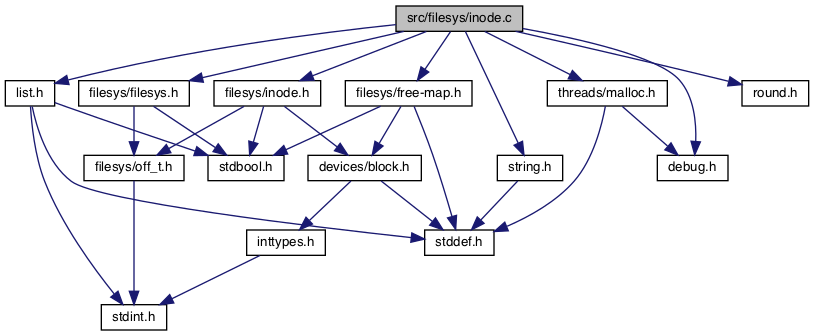 src/filesys/inode.c
list.h
filesys/filesys.h
filesys/inode.h
filesys/free-map.h
threads/malloc.h
round.h
filesys/off_t.h
stdbool.h
devices/block.h
string.h
debug.h
inttypes.h
stddef.h
stdint.h